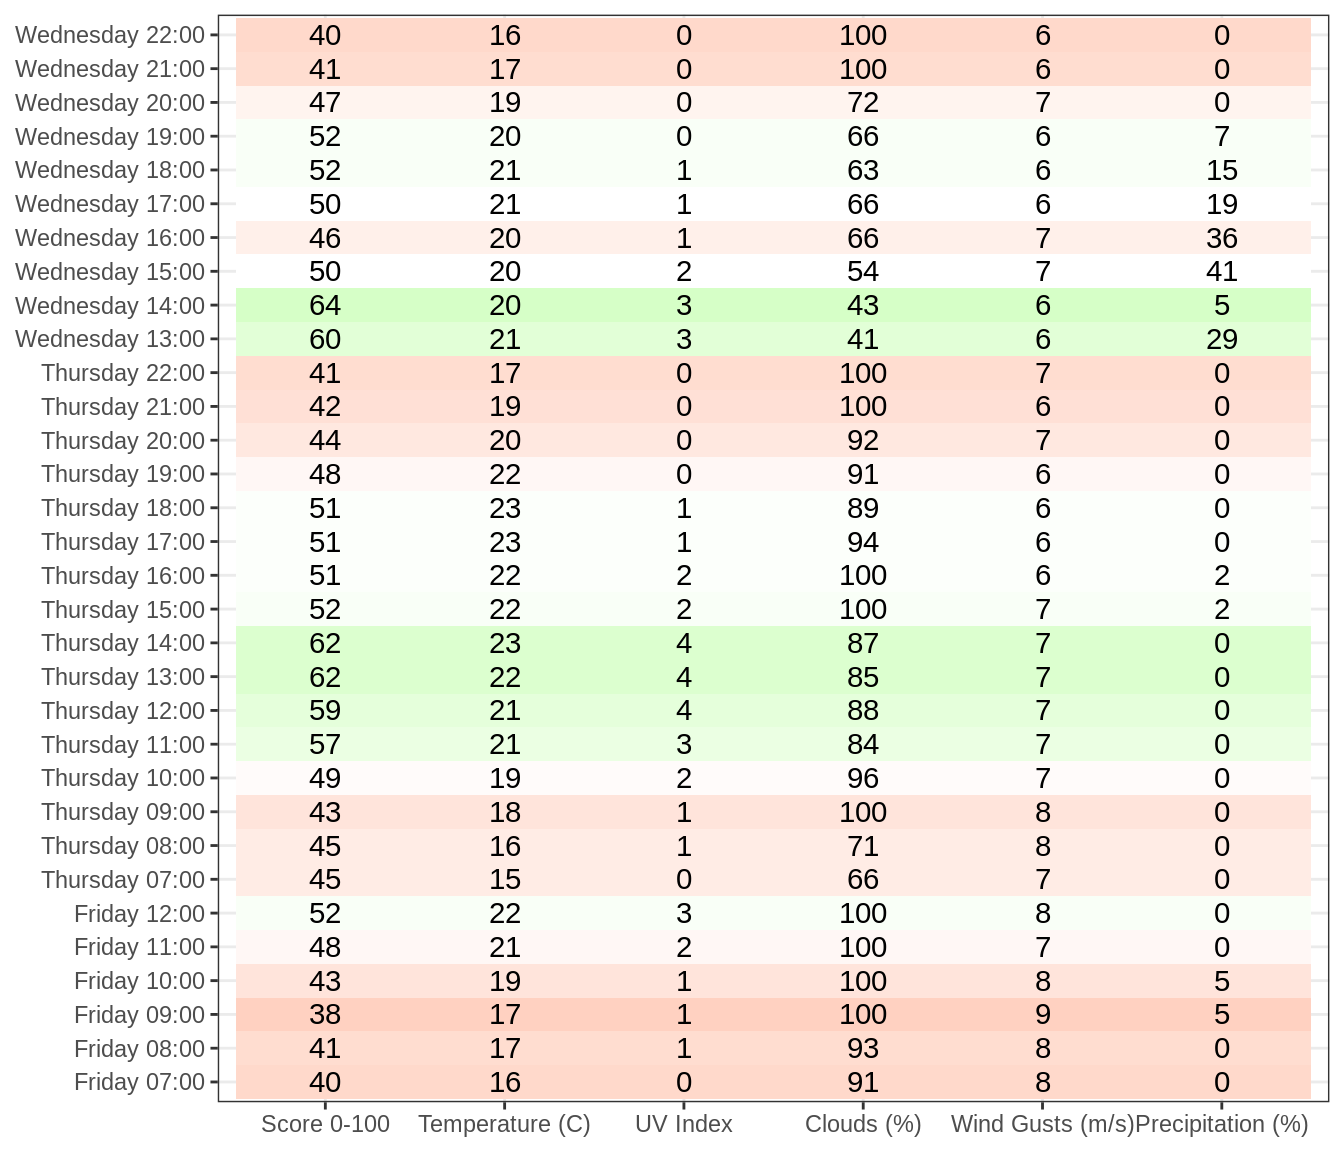 Wednesday 22:00 40 16 0 100 6 0
Wednesday 21:00 41 17 0 100 6 0
Wednesday 20:00 47 19 0 72 7 0
Wednesday 19:00 52 20 0 66 6 7
Wednesday 18:00 52 21 1 63 6 15
Wednesday 17:00 50 21 1 66 6 19
Wednesday 16:00 46 20 1 66 7 36
Wednesday 15:00 50 20 2 54 7 41
Wednesday 14:00 64 20 3 43 6 5
Wednesday 13:00 60 21 3 41 6 29
Thursday 22:00 41 17 0 100 7 0
Thursday 21:00 42 19 0 100 6 0
Thursday 20:00 44 20 0 92 7 0
Thursday 19:00 48 22 0 91 6 0
Thursday 18:00 51 23 1 89 6 0
Thursday 17:00 51 23 1 94 6 0
Thursday 16:00 51 22 2 100 6 2
Thursday 15:00 52 22 2 100 7 2
Thursday 14:00 62 23 4 87 7 0
Thursday 13:00 62 22 4 85 7 0
Thursday 12:00 59 21 4 88 7 0
Thursday 11:00 57 21 3 84 7 0
Thursday 10:00 49 19 2 96 7 0
Thursday 09:00 43 18 1 100 8 0
Thursday 08:00 45 16 1 71 8 0
Thursday 07:00 45 15 0 66 7 0
Friday 12:00 52 22 3 100 8 0
Friday 11:00 48 21 2 100 7 0
Friday 10:00 43 19 1 100 8 5
Friday 09:00 38 17 1 100 9 5
Friday 08:00 41 17 1 93 8 0
Friday 07:00 40 16 0 91 8 0
Score 0-100 Temperature (C) UV Index Clouds (%) Wind Gusts (m/s) Precipitation (%)